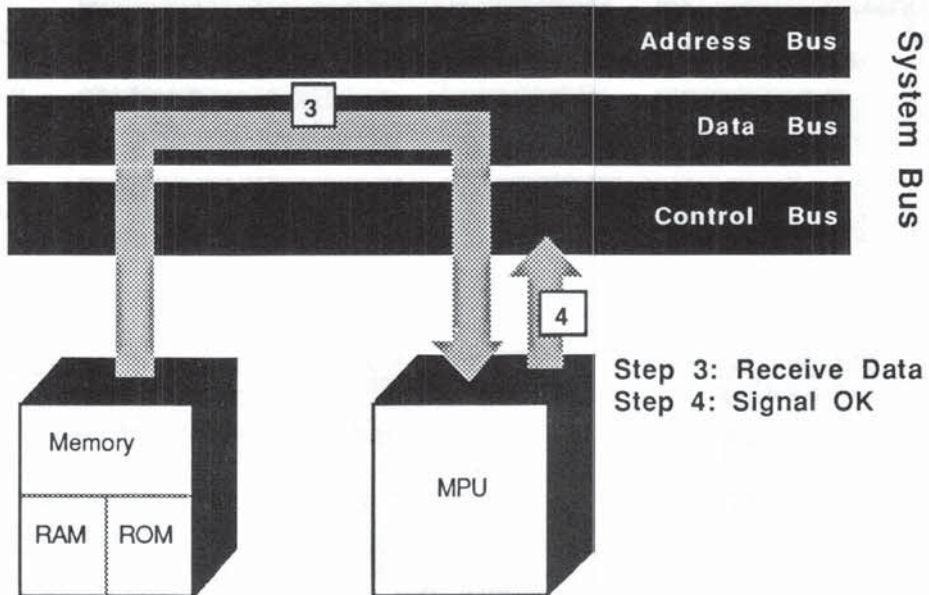 Address Bus
System Bus
3
Data Bus
Control Bus
4
Step 3: Receive Data
Step 4: Signal OK
Memory
MPU
RAM ROM